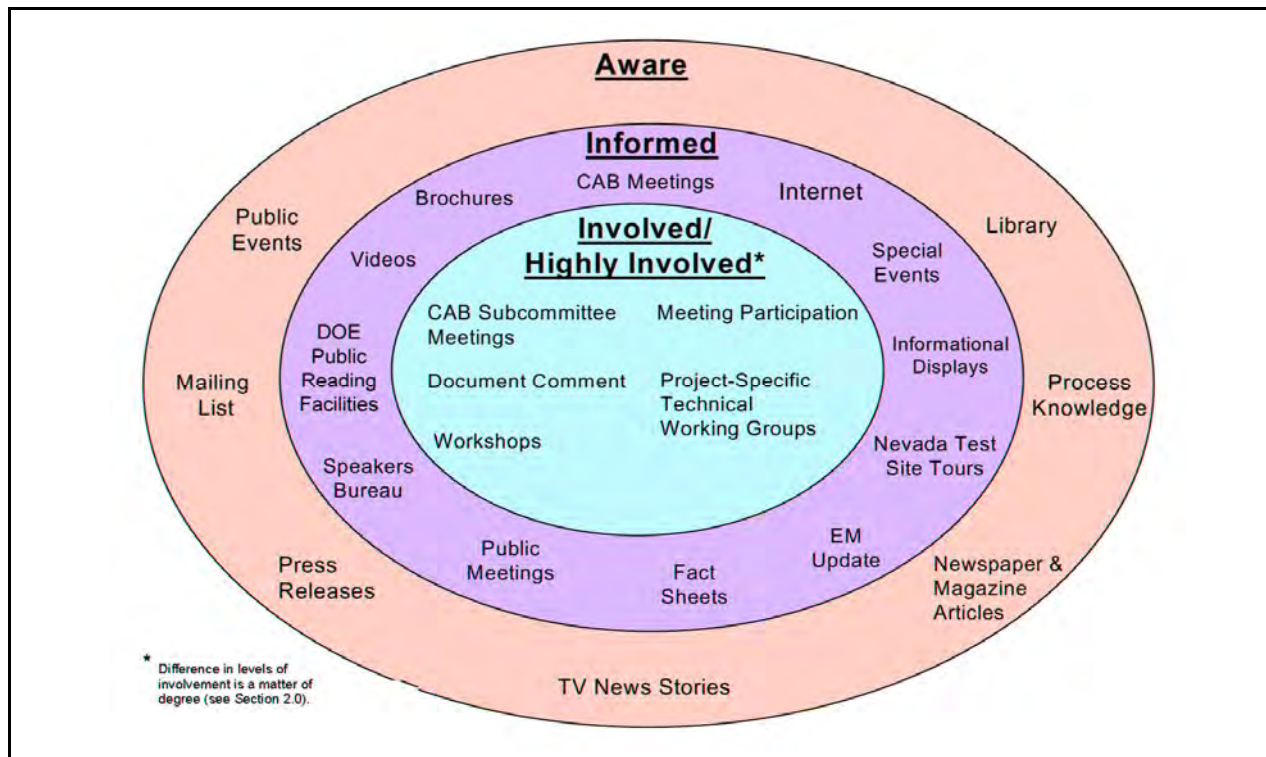 Aware
Informed
CAB Meetings
Brochures
Internet
Public
Events
Library
Videos
Special
Events
Involved/
Highly Involved*
CAB Subcommittee
Meetings
Meeting Participation
DOE
Public
Reading
Facilities
Informational
Displays
Mailing
List
Document Comment
Project-Specific
Technical
Working Groups
Process
Knowledge
Workshops
Nevada Test
Site Tours
Speakers
Bureau
Public
Meetings
Fact
Sheets
EM
Update
Press
Releases
Newspaper &
Magazine
Articles
TV News Stories
* Difference in levels of
involvement is a matter of
degree (see Section 2.0).